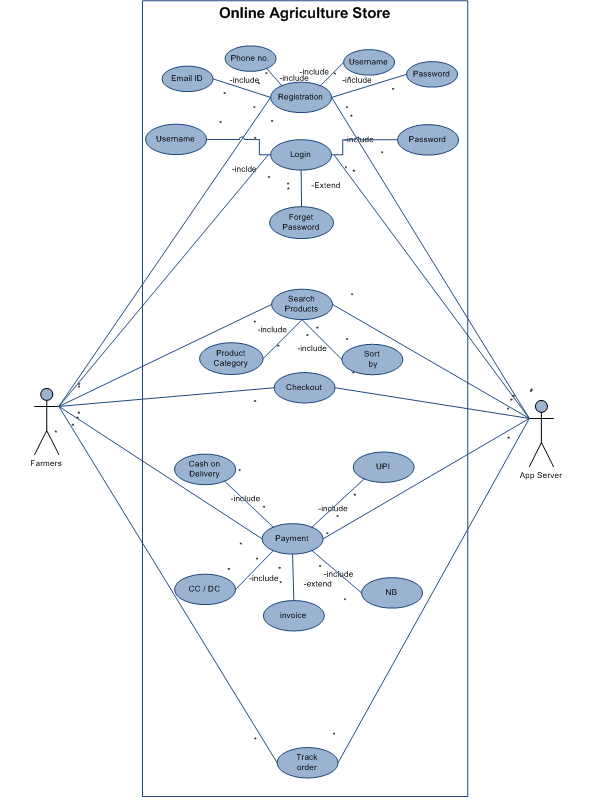 Online Agriculture Store
Phone no.
Username
Email ID
Password
-include
-include
-include
-include
Registration
Username
-include
Password
Login
-inclde
-Extend
Forget
Password
Search
Products
-include
-include
Product
Category
Sort
by
Checkout
Farmers
App Server
Cash on
Delivery
UPI
-include
-include
Payment
-include
-include
-extend
CC / DC
NB
invoice
Track
order